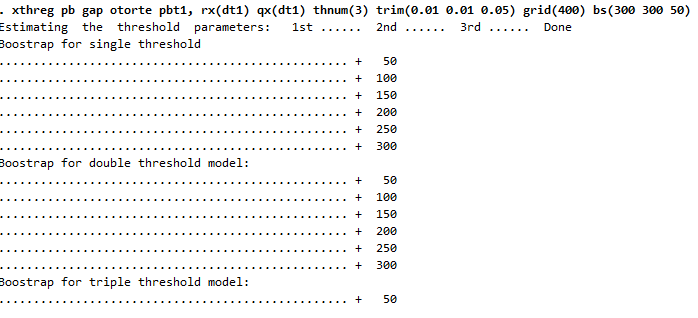 . xthreg pb gap otorte pbt1, rx(dt1) qx(dt1) thnum(3) trim(0.01 0.01 0.05) grid(400) bs(300 300 50)
Estimating the threshold parameters: 1st ...... 2nd ...... 3rd ...... Done
Boostrap for single threshold
.................................................. + 50
.................................................. + 100
.................................................. + 150
.................................................. + 200
.................................................. + 250
.................................................. + 300
Boostrap for double threshold model:
.................................................. + 50
.................................................. + 100
.................................................. + 150
.................................................. + 200
.................................................. + 250
.................................................. + 300
Boostrap for triple threshold model:
.................................................. + 50